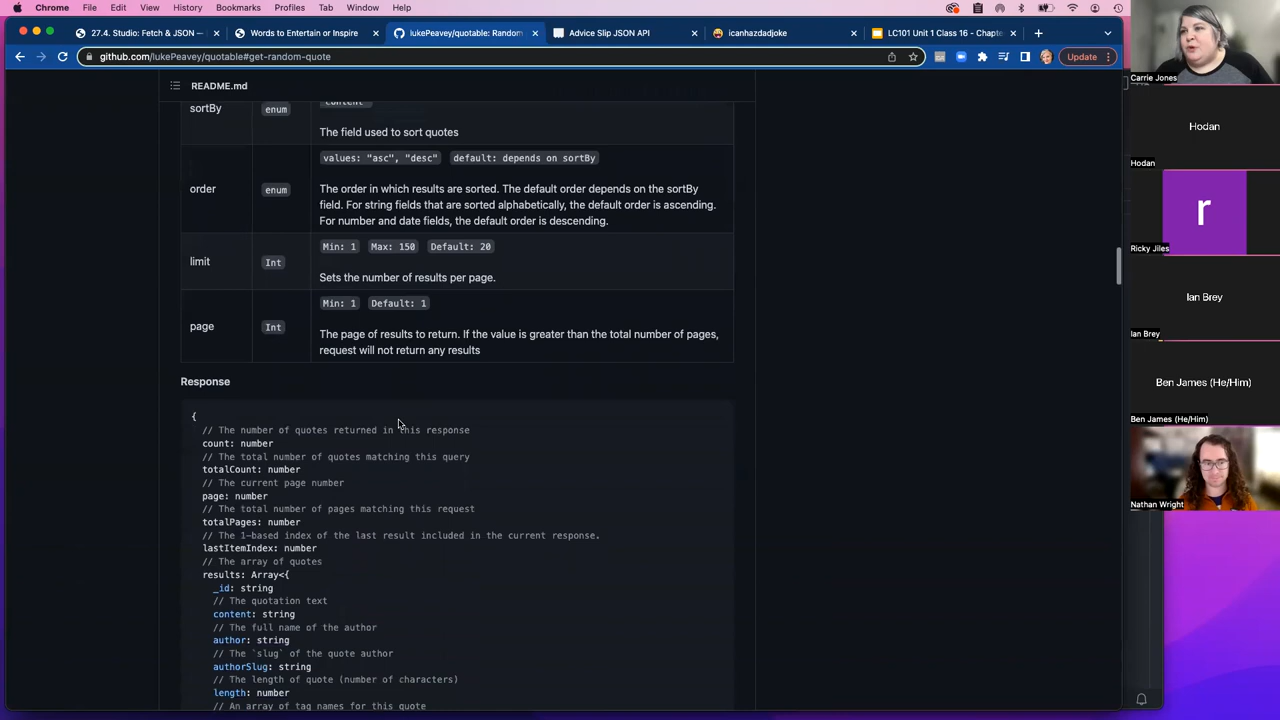 Chrome File Edit View History Bookmarks Profiles Tab Window Help
27.4. Studio: Fetch & JSON — Words to Entertain or Inspire lukePeavey/quotable: Random Advice Slip JSON API icanhazdadjoke LC101 Unit 1 Class 16 - Chapte
github.com/lukePeavey/quotable#get-random-quote Update
README.md
sortBy enum content
The field used to sort quotes
values: "asc", "desc" default: depends on sortBy
order enum The order in which results are sorted. The default order depends on the sortBy
field. For string fields that are sorted alphabetically, the default order is ascending.
For number and date fields, the default order is descending.
Min: 1 Max: 150 Default: 20
limit Int
Sets the number of results per page.
Min: 1 Default: 1
page Int
The page of results to return. If the value is greater than the total number of pages,
request will not return any results
Response
{
// The number of quotes returned in this response
count: number
// The total number of quotes matching this query
totalCount: number
// The current page number
page: number
// The total number of pages matching this request
totalPages: number
// The 1-based index of the last result included in the current response.
lastItemIndex: number
// The array of quotes
results: Array<{
_id: string
// The quotation text
content: string
// The full name of the author
author: string
// The `slug` of the quote author
authorSlug: string
// The length of quote (number of characters)
length: number
// An array of tag names for this quote
Carrie Jones
Hodan
Hodan
r
Ricky Jiles
Ian Brey
Ian Brey
Ben James (He/Him)
Ben James (He/Him)
Nathan Wright